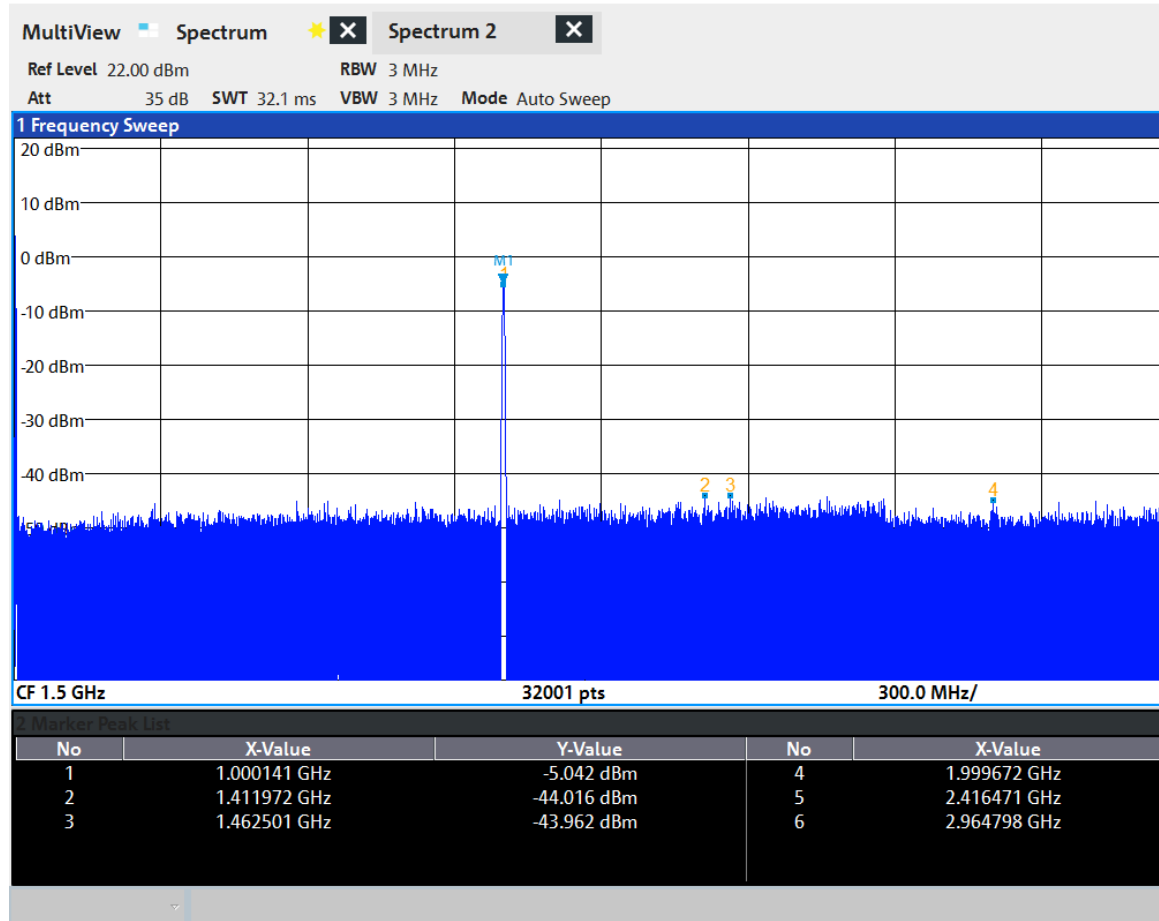 MultiView Spectrum Spectrum 2
Ref Level 22.00 dBm RBW 3 MHz
Att 35 dB SWT 32.1 ms VBW 3 MHz Mode Auto Sweep
1 Frequency Sweep
20 dBm
10 dBm
0 dBm
M1
1
-10 dBm
-20 dBm
-30 dBm
-40 dBm
2 3 4
CF 1.5 GHz 32001 pts 300.0 MHz/
2 Marker Peak List
No X-Value Y-Value No X-Value
1 1.000141 GHz -5.042 dBm 4 1.999672 GHz
2 1.411972 GHz -44.016 dBm 5 2.416471 GHz
3 1.462501 GHz -43.962 dBm 6 2.964798 GHz